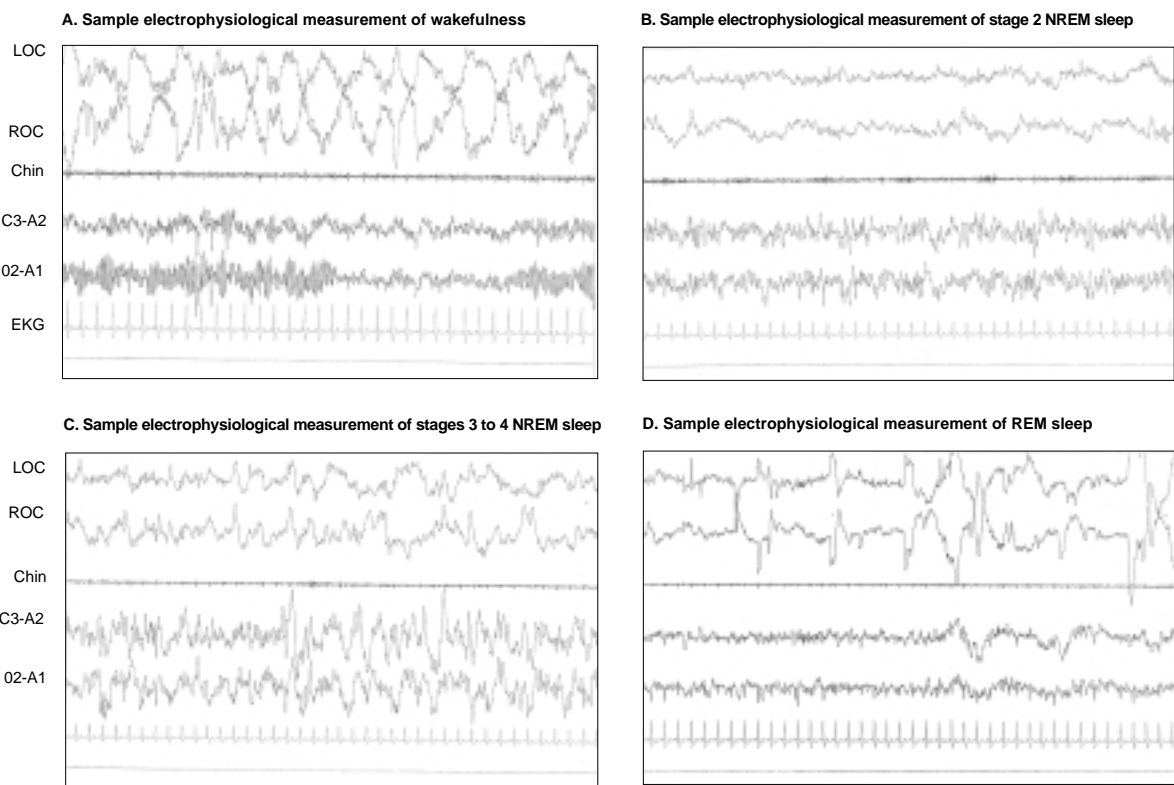 A. Sample electrophysiological measurement of wakefulness
LOC
ROC
Chin
C3-A2
02-A1
EKG
B. Sample electrophysiological measurement of stage 2 NREM sleep
C. Sample electrophysiological measurement of stages 3 to 4 NREM sleep
LOC
ROC
Chin
C3-A2
02-A1
D. Sample electrophysiological measurement of REM sleep